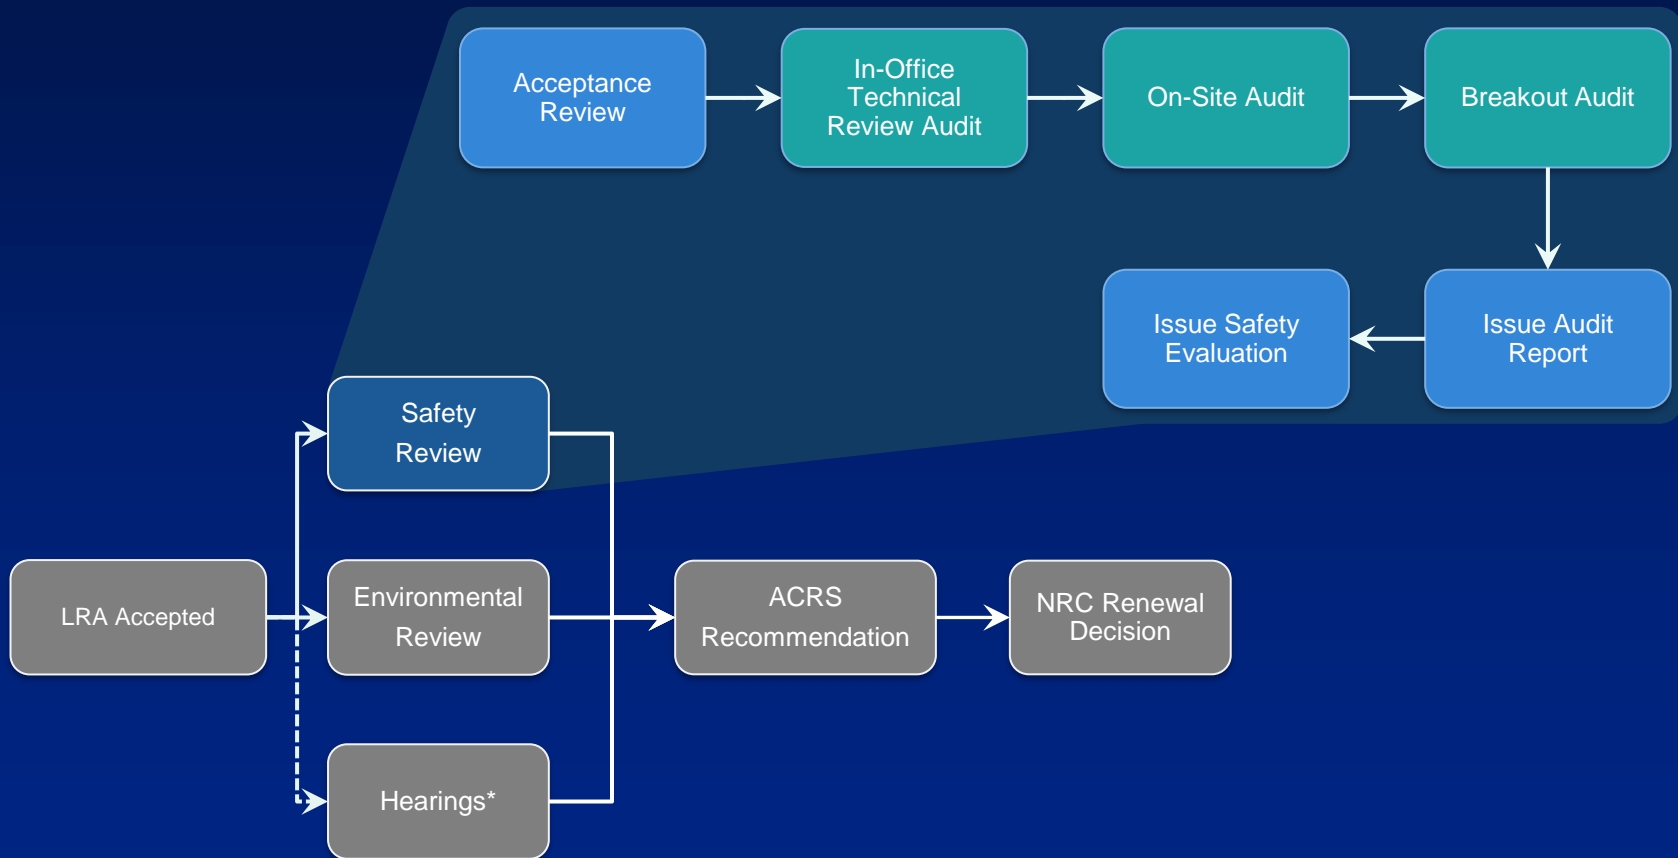 Acceptance
Review
In-Office
Technical
Review Audit
On-Site Audit
Breakout Audit
Issue Safety
Evaluation
Issue Audit
Report
Safety
Review
LRA Accepted
Environmental
Review
ACRS
Recommendation
NRC Renewal
Decision
Hearings*